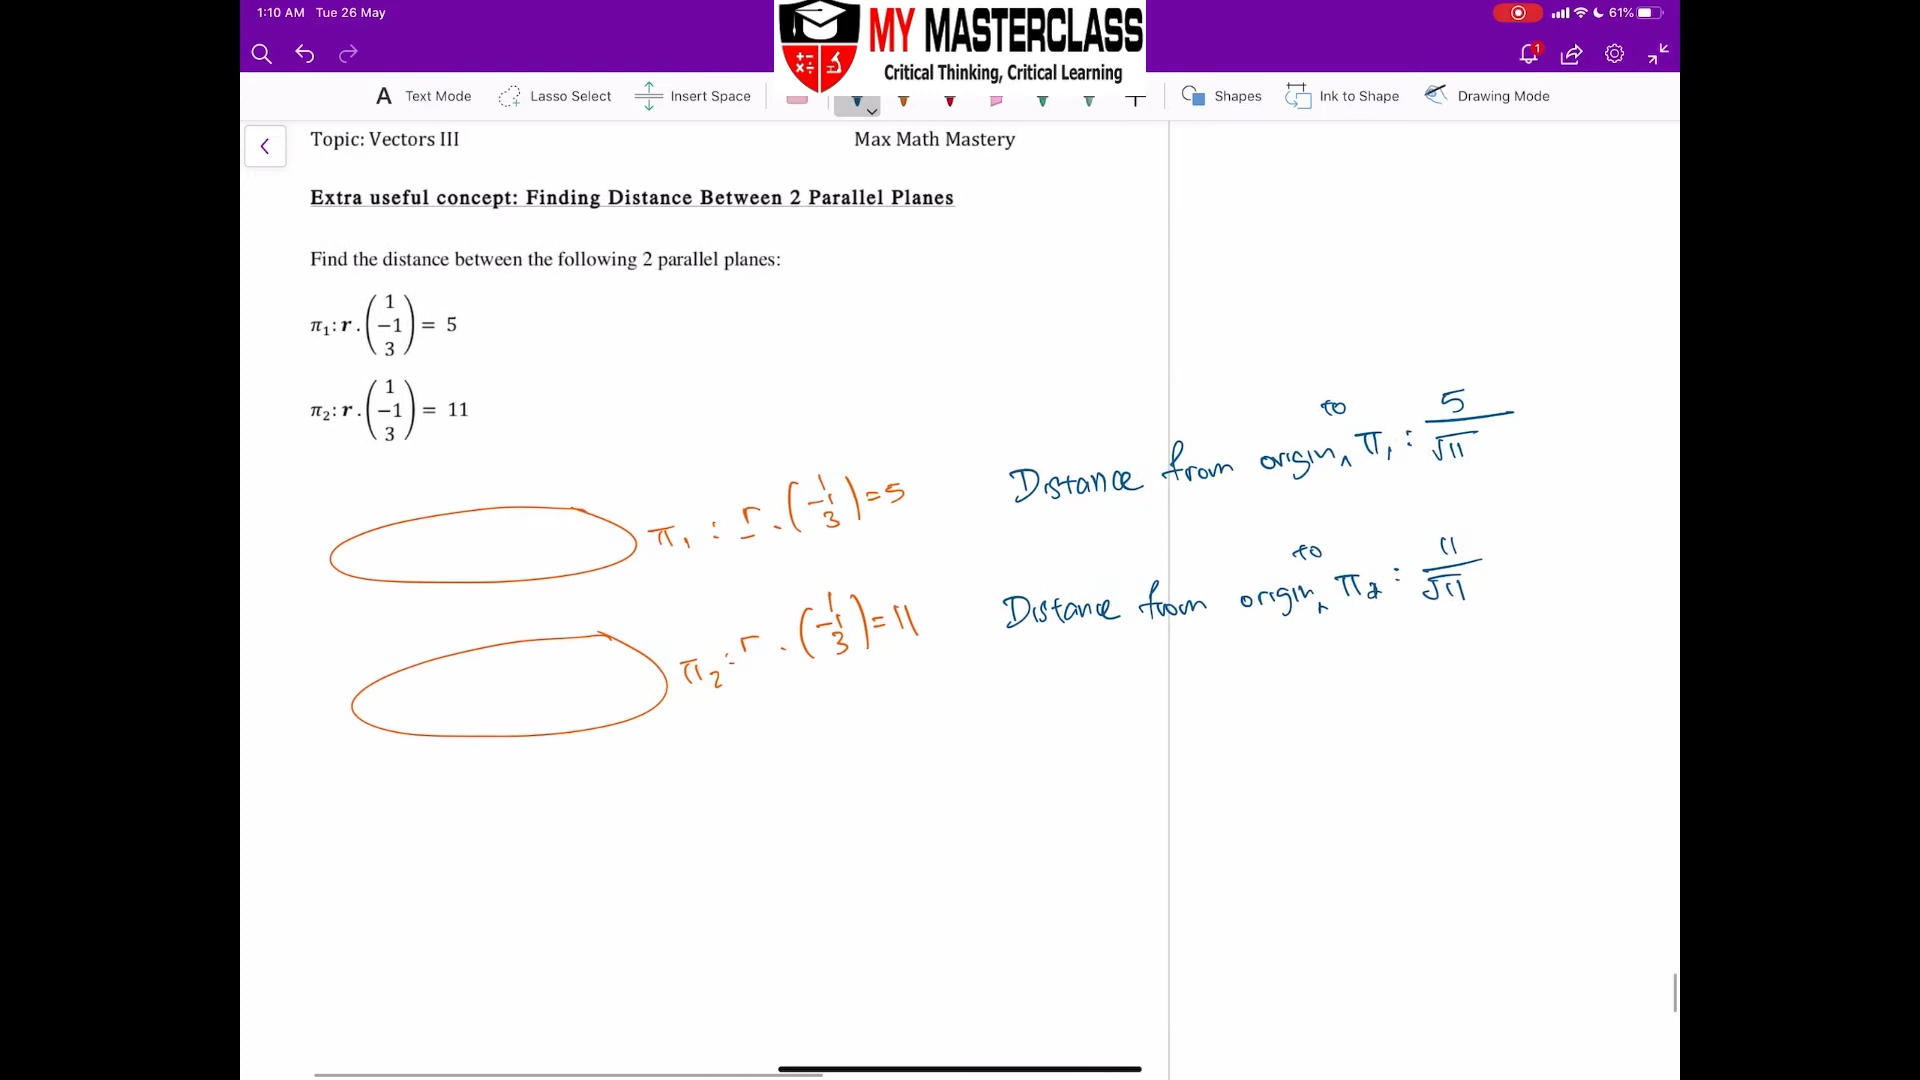 1:10 AM Tue 26 May
61%
MY MASTERCLASS
Critical Thinking, Critical Learning
1
A Text Mode Lasso Select Insert Space Shapes Ink to Shape Drawing Mode
Topic: Vectors III Max Math Mastery
Extra useful concept: Finding Distance Between 2 Parallel Planes
Find the distance between the following 2 parallel planes:
π₁: r . (1 −1 3) = 5
π₂: r . (1 −1 3) = 11
π₁ : r . (1 −1 3) = 5
π₂ : r . (1 −1 3) = 11
Distance from origin to π₁ : 5/√11
Distance from origin to π₂ : 11/√11